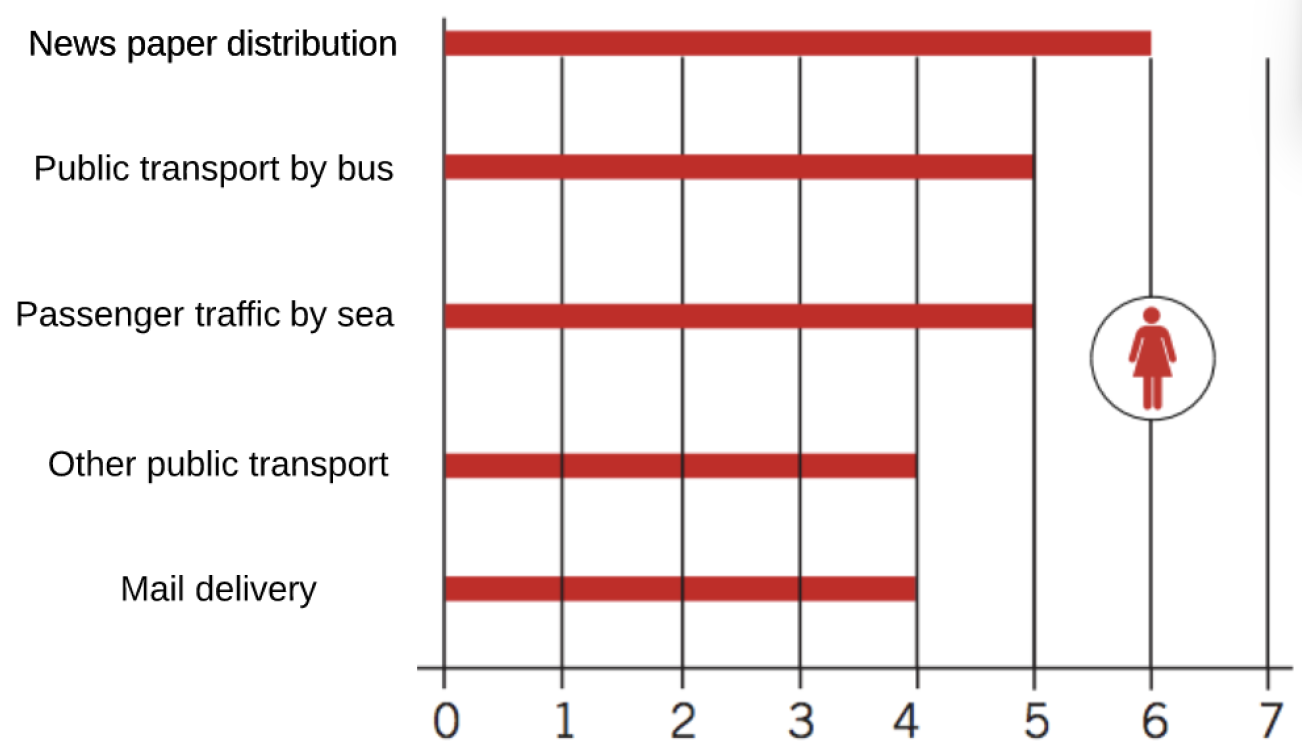 News paper distribution
Public transport by bus
Passenger traffic by sea
Other public transport
Mail delivery
0 1 2 3 4 5 6 7